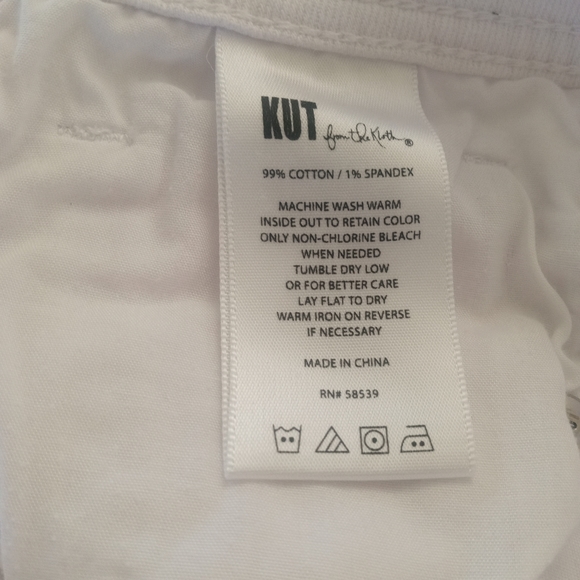 KUT from the Kloth ®
99% COTTON / 1% SPANDEX
MACHINE WASH WARM
INSIDE OUT TO RETAIN COLOR
ONLY NON-CHLORINE BLEACH
WHEN NEEDED
TUMBLE DRY LOW
OR FOR BETTER CARE
LAY FLAT TO DRY
WARM IRON ON REVERSE
IF NECESSARY
MADE IN CHINA
RN# 58539